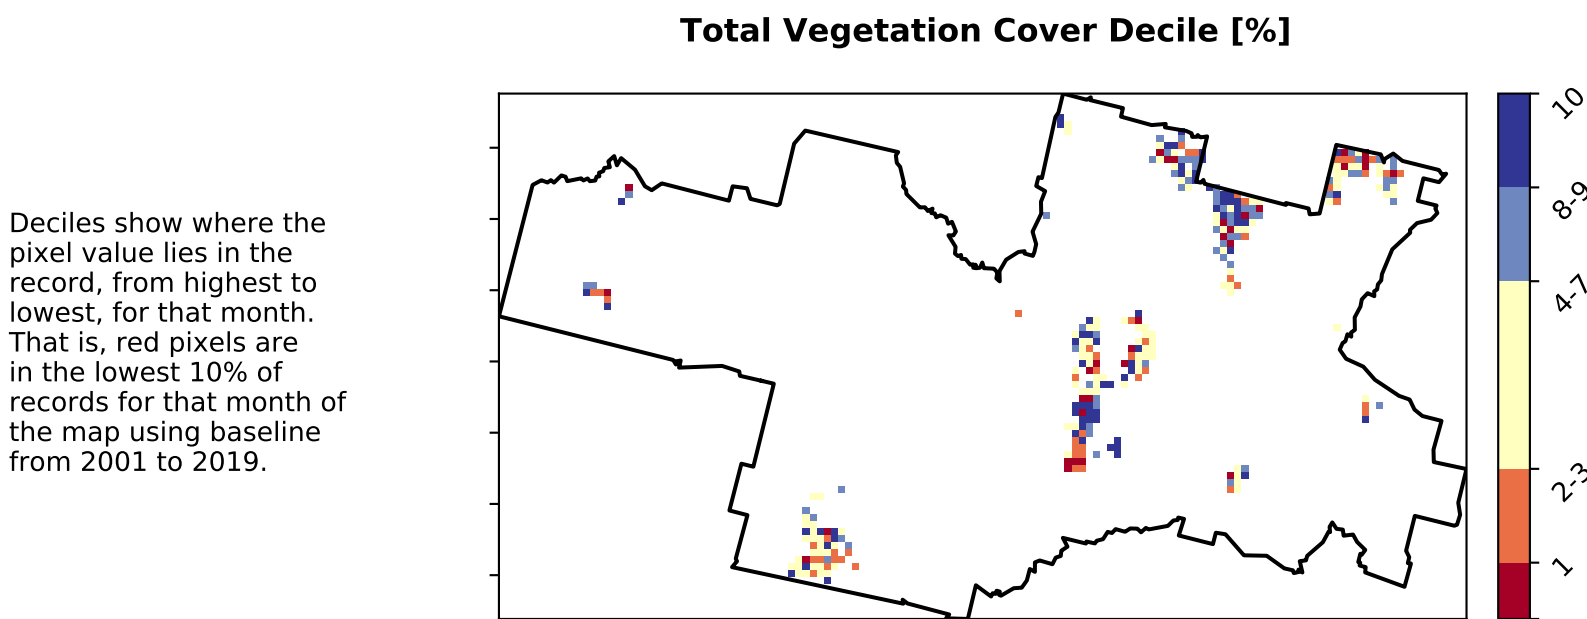 Total Vegetation Cover Decile [%]
Deciles show where the
pixel value lies in the
record, from highest to
lowest, for that month.
That is, red pixels are
in the lowest 10% of
records for that month of
the map using baseline
from 2001 to 2019.
10
8-9
4-7
2-3
1